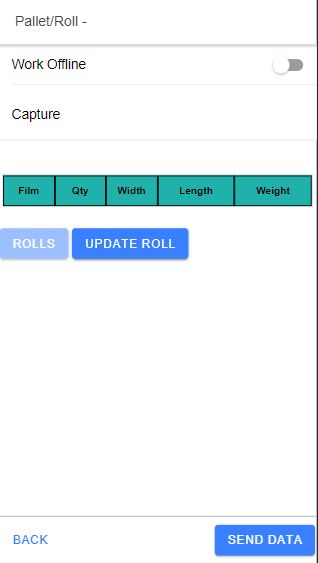 Pallet/Roll -
Work Offline
Capture
Film Qty Width Length Weight
ROLLS UPDATE ROLL
BACK SEND DATA